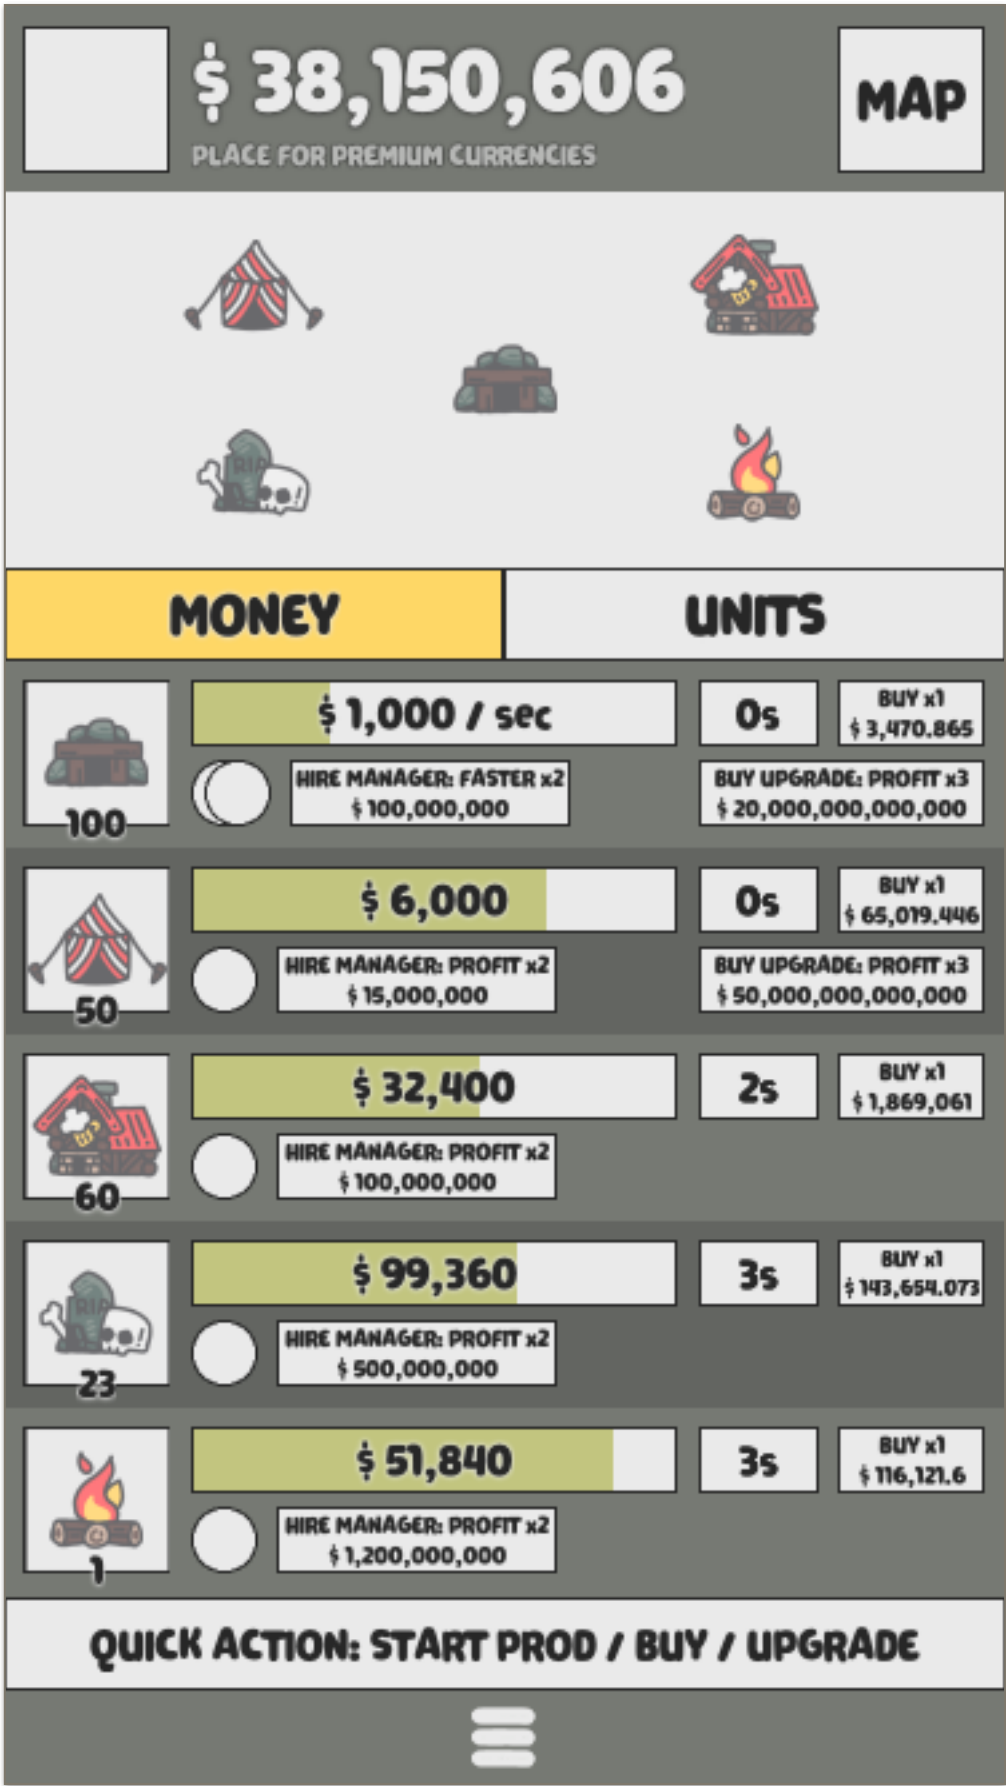 $ 38,150,606
PLACE FOR PREMIUM CURRENCIES
MAP
RIP
MONEY
UNITS
$ 1,000 / sec
0s
BUY x1
$ 3,470.865
100
HIRE MANAGER: FASTER x2
$ 100,000,000
BUY UPGRADE: PROFIT x3
$ 20,000,000,000,000
$ 6,000
0s
BUY x1
$ 65,019.446
50
HIRE MANAGER: PROFIT x2
$ 15,000,000
BUY UPGRADE: PROFIT x3
$ 50,000,000,000,000
$ 32,400
2s
BUY x1
$ 1,869,061
60
HIRE MANAGER: PROFIT x2
$ 100,000,000
RIP
$ 99,360
3s
BUY x1
$ 143,654.073
23
HIRE MANAGER: PROFIT x2
$ 500,000,000
$ 51,840
3s
BUY x1
$ 116,121.6
1
HIRE MANAGER: PROFIT x2
$ 1,200,000,000
QUICK ACTION: START PROD / BUY / UPGRADE